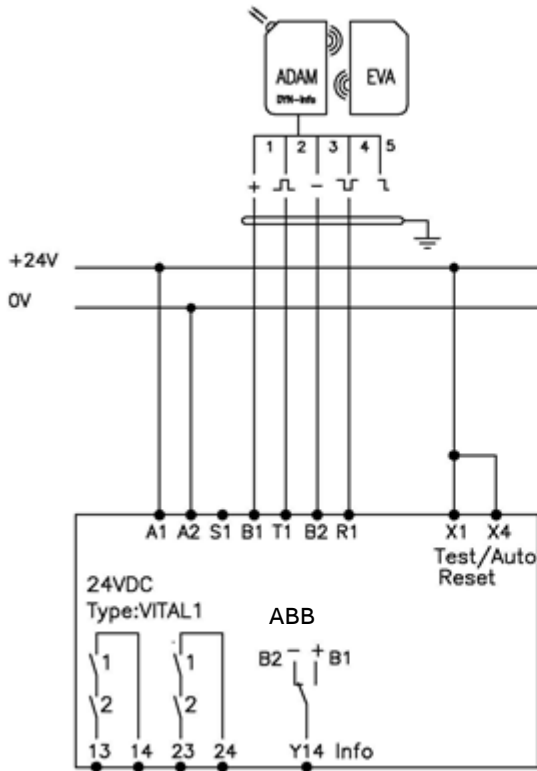 ADAM
DYN-Info
EVA
1 2 3 4 5
+ −
+24V
0V
A1 A2 S1 B1 T1 B2 R1 X1 X4
Test/Auto
Reset
24VDC
Type:VITAL1
ABB
1 1
B2 − + B1
2 2
13 14 23 24 Y14 Info